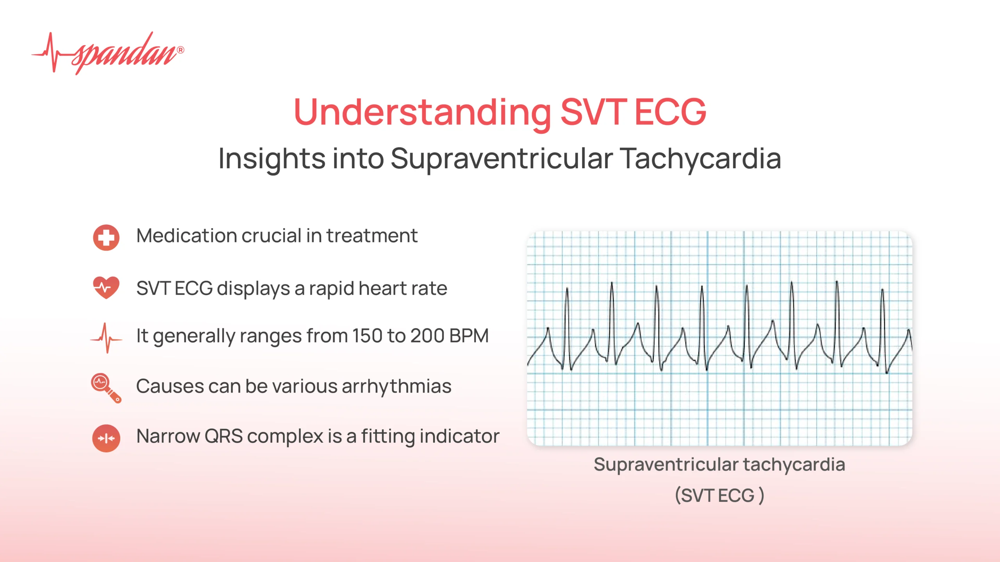 spandan®
Understanding SVT ECG
Insights into Supraventricular Tachycardia
Medication crucial in treatment
SVT ECG displays a rapid heart rate
It generally ranges from 150 to 200 BPM
Causes can be various arrhythmias
Narrow QRS complex is a fitting indicator
Supraventricular tachycardia
(SVT ECG )